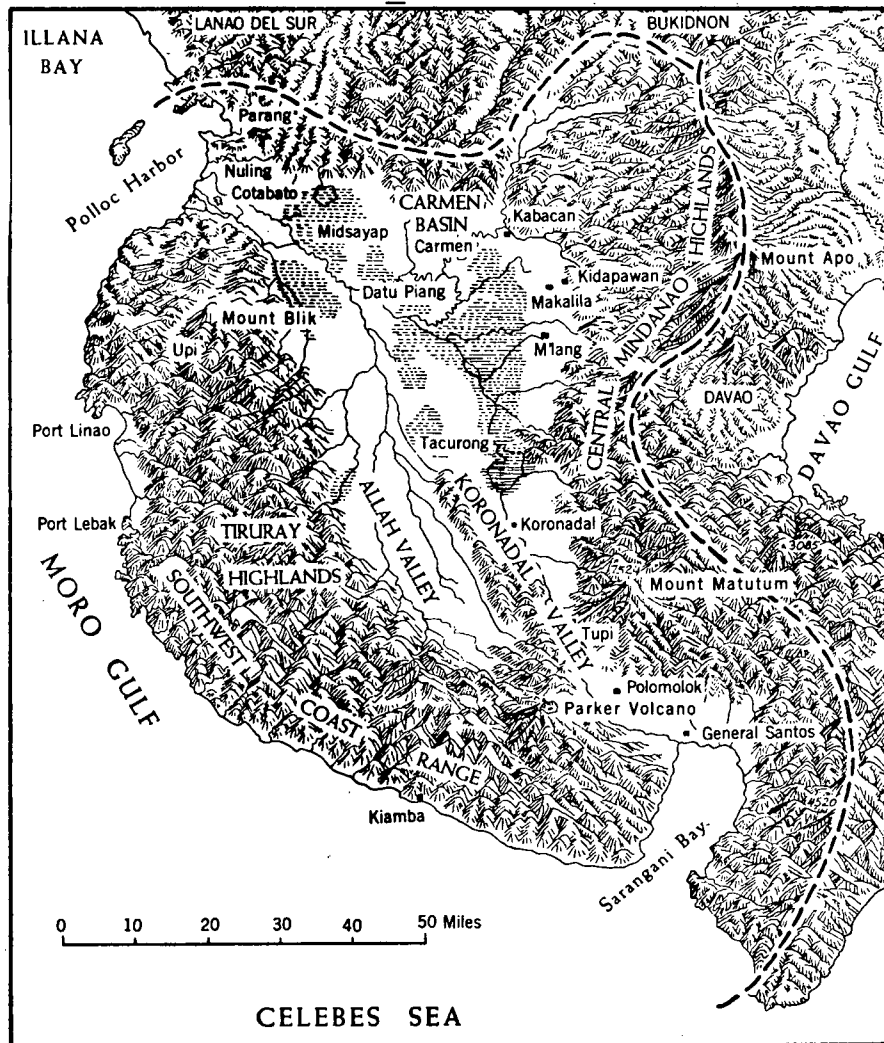 LANAO DEL SUR
BUKIDNON
ILLANA
BAY
Parang
Polloc Harbor
Nuling
Cotabato
CARMEN
BASIN
Kabacan
Carmen
Midsayap
HIGHLANDS
Mount Apo
Kidapawan
Makalila
Datu Piang
Mount Blik
M'lang
Upi
MINDANAO
CENTRAL
DAVAO
DAVAO GULF
Port Linao
Tacurong
Port Lebak
ALLAH VALLEY
KORONADAL
VALLEY
Koronadal
TIRURAY
HIGHLANDS
MORO GULF
SOUTHWEST
COAST
RANGE
Mount Matutum
Tupi
Polomolok
Parker Volcano
General Santos
Kiamba
4520
Sarangani Bay
0 10 20 30 40 50 Miles
CELEBES SEA